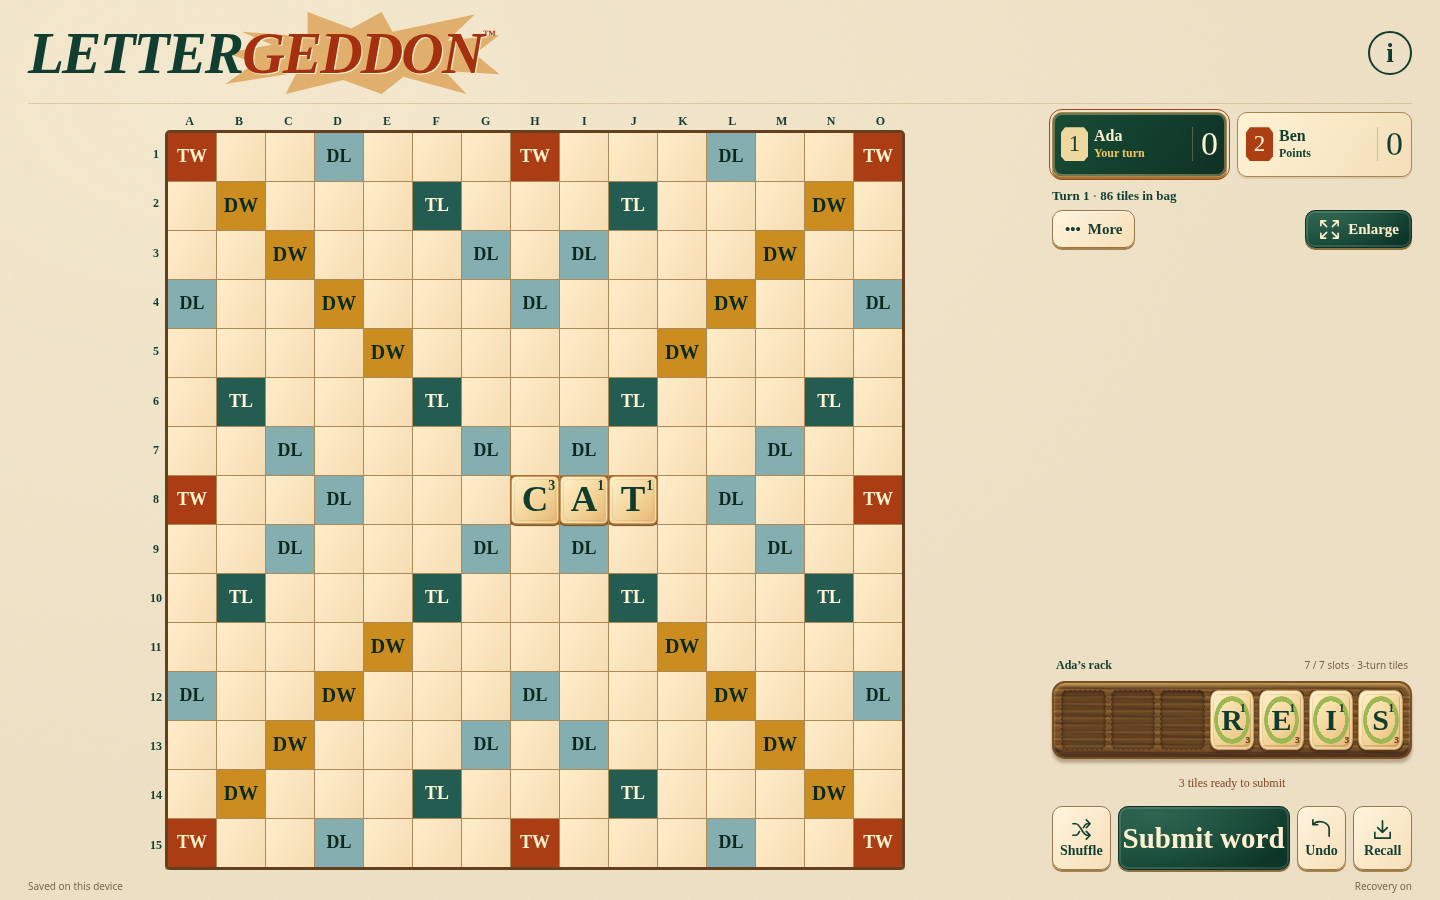 LETTERGEDDON™
i
A B C D E F G H I J K L M N O
1 TW DL TW DL TW
2 DW TL TL DW
3 DW DL DL DW
4 DL DW DL DW DL
5 DW DW
6 TL TL TL TL
7 DL DL DL DL
8 TW DL C3 A1 T1 DL TW
9 DL DL DL DL
10 TL TL TL TL
11 DW DW
12 DL DW DL DW DL
13 DW DL DL DW
14 DW TL TL DW
15 TW DL TW DL TW
1 Ada Your turn 0
2 Ben Points 0
Turn 1 · 86 tiles in bag
••• More
Enlarge
Ada's rack
7 / 7 slots · 3-turn tiles
R 1 3 E 1 3 I 1 3 S 1 3
3 tiles ready to submit
Shuffle
Submit word
Undo
Recall
Saved on this device
Recovery on